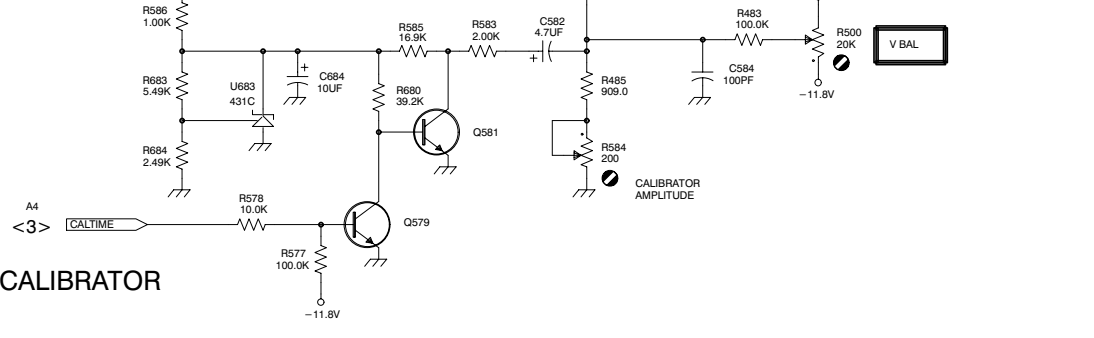 R586
1.00K
R585
16.9K
R583
2.00K
C582
4.7UF
+
R483
100.0K
R500
20K
V BAL
R683
5.49K
U683
431C
+
C684
10UF
R680
39.2K
Q581
R485
909.0
C584
100PF
−11.8V
R684
2.49K
R584
200
CALIBRATOR
AMPLITUDE
A4
<3>
CALTIME
R578
10.0K
Q579
R577
100.0K
−11.8V
CALIBRATOR